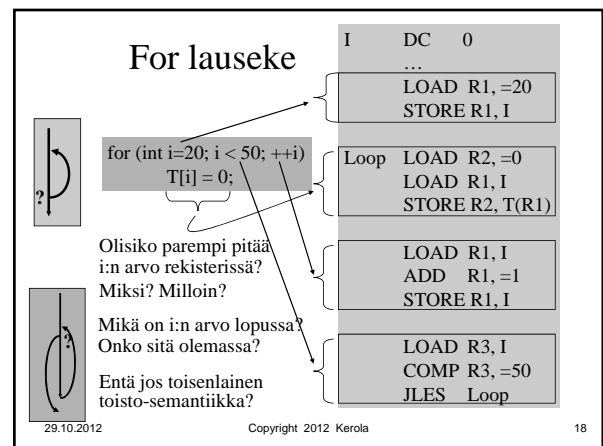 For lauseke
I DC 0
…
LOAD R1, =20
STORE R1, I
for (int i=20; i < 50; ++i)
T[i] = 0;
Loop LOAD R2, =0
LOAD R1, I
STORE R2, T(R1)
?
Olisiko parempi pitää
i:n arvo rekisterissä?
Miksi? Milloin?
LOAD R1, I
ADD R1, =1
STORE R1, I
Mikä on i:n arvo lopussa?
Onko sitä olemassa?
?
Entä jos toisenlainen
toisto-semantiikka?
LOAD R3, I
COMP R3, =50
JLES Loop
29.10.2012 Copyright 2012 Kerola 18